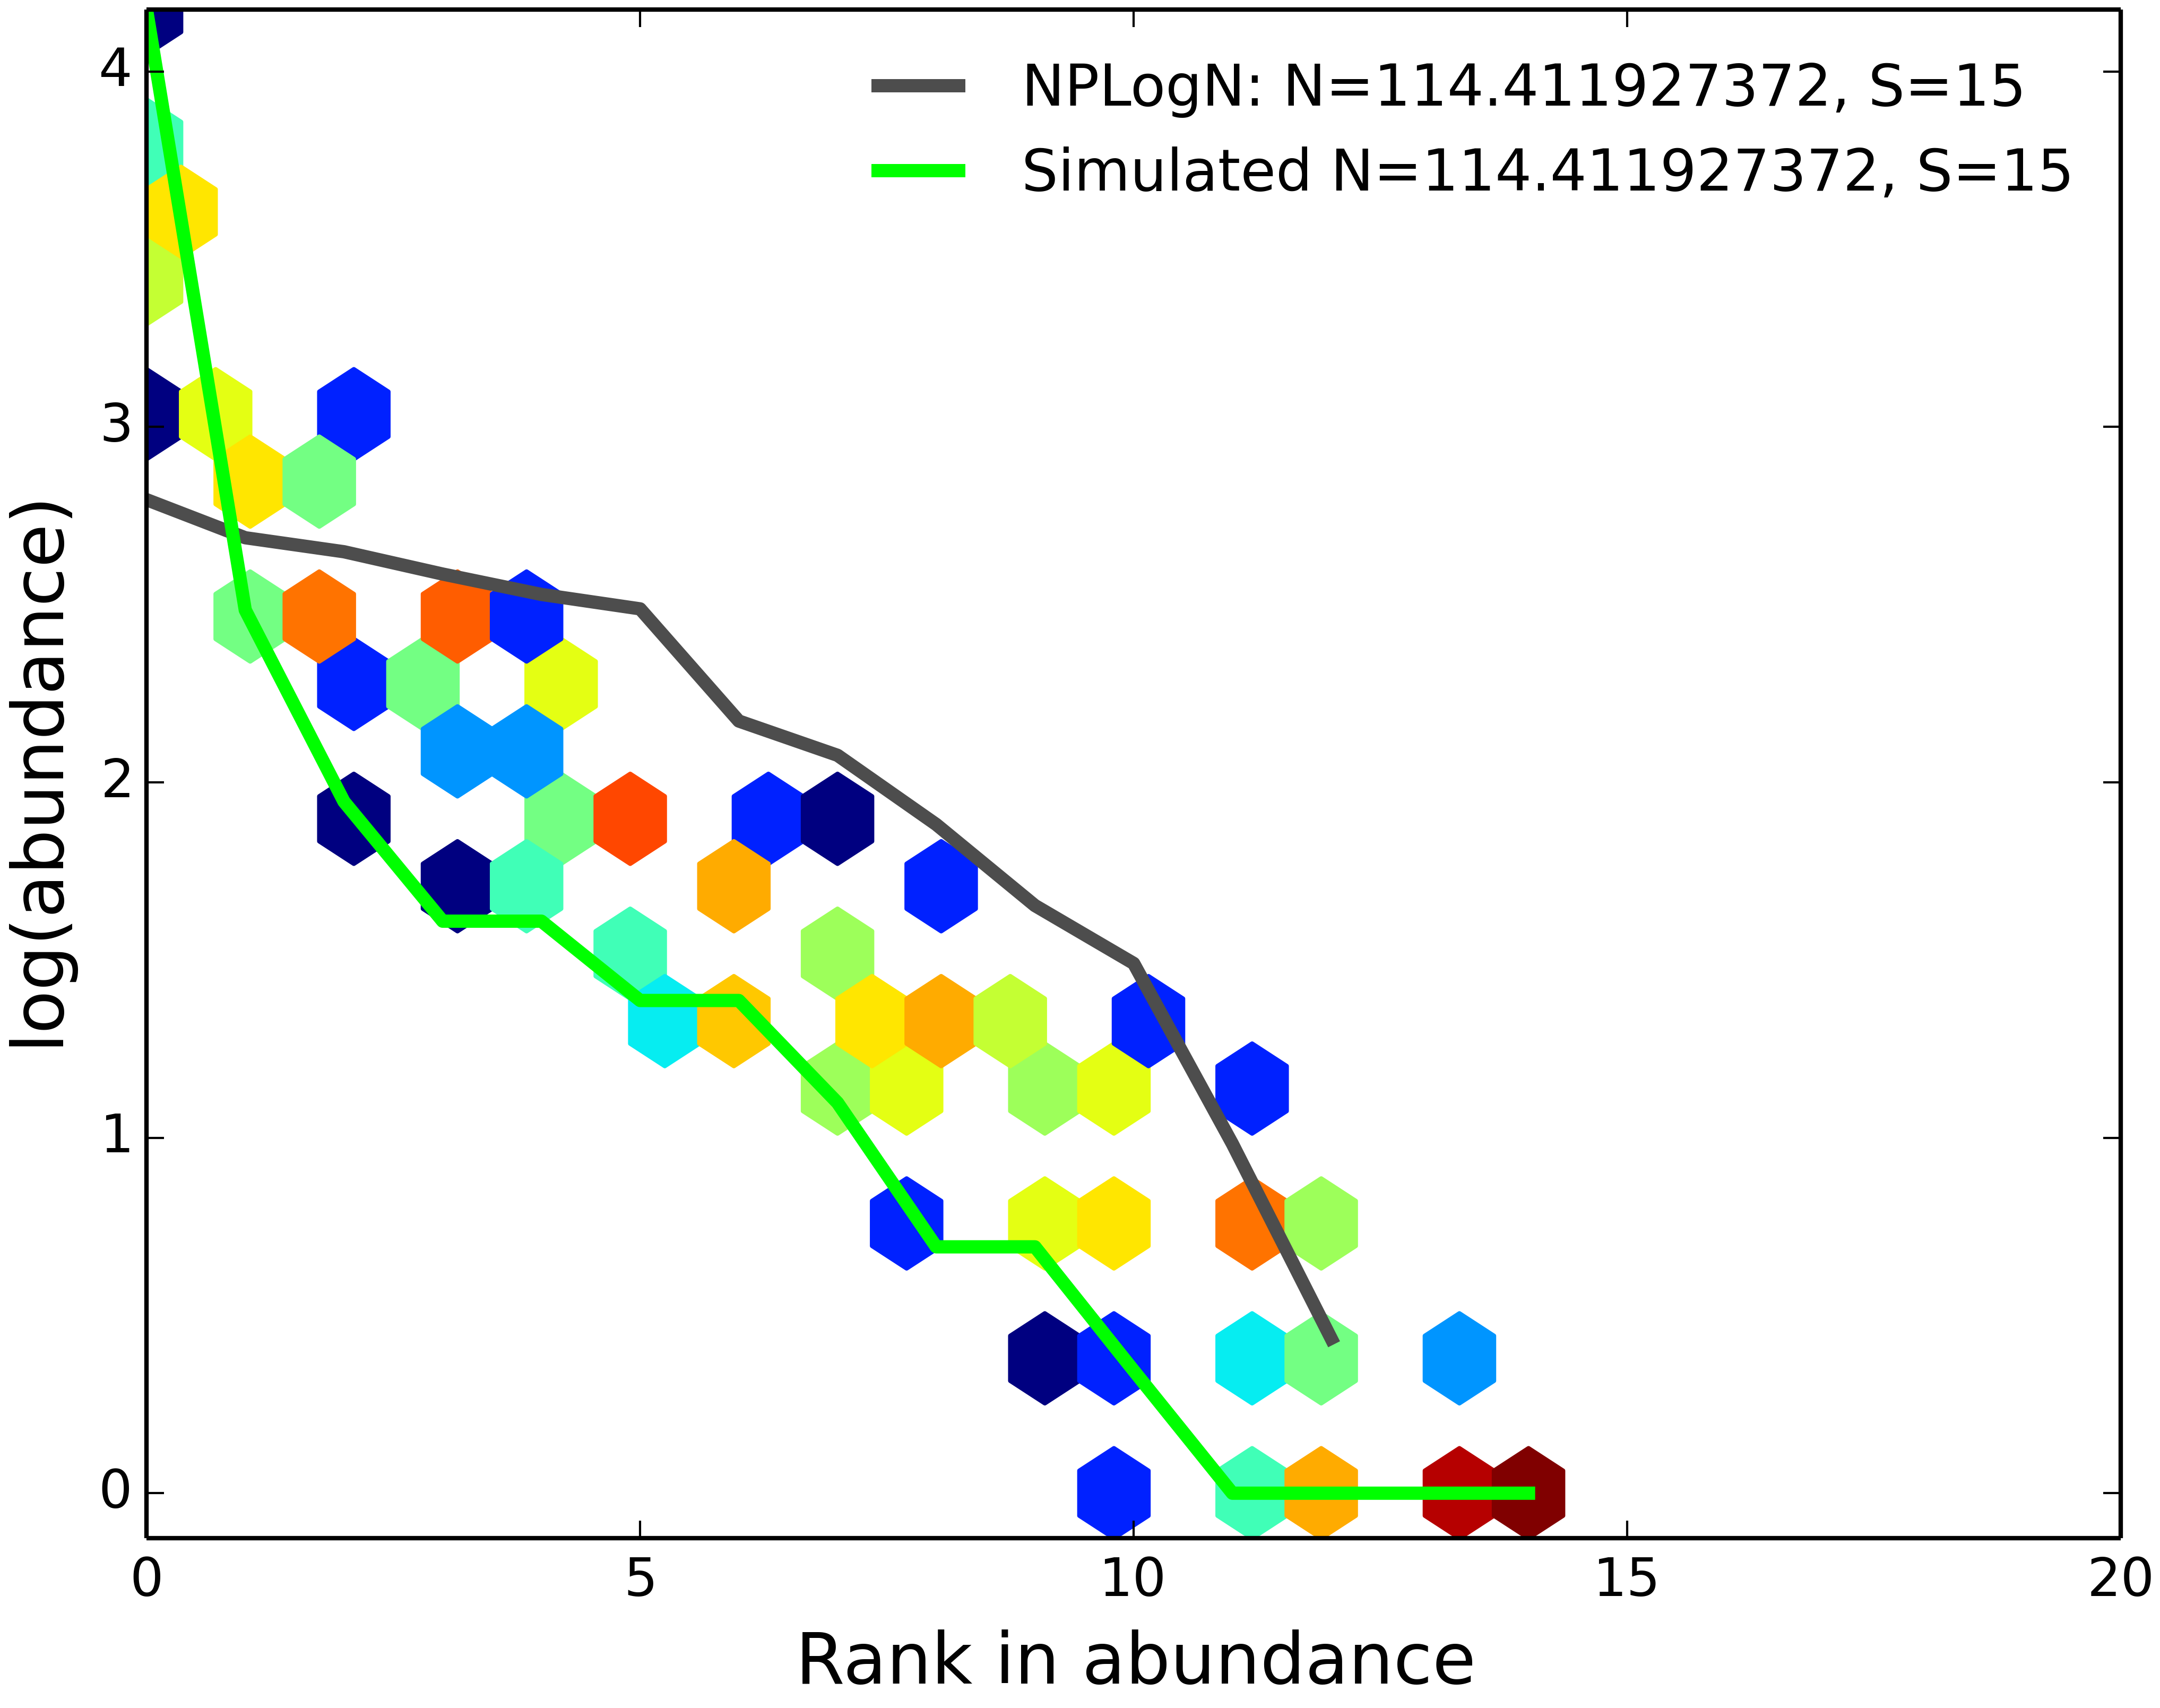 NPLogN: N=114.411927372, S=15
Simulated N=114.411927372, S=15
4
3
2
1
0
log(abundance)
0 5 10 15 20
Rank in abundance